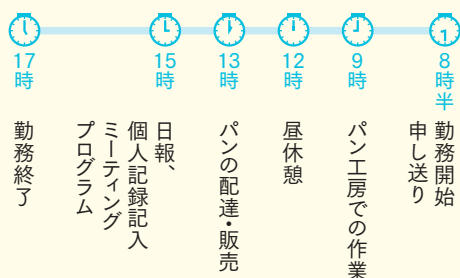 8時半
勤務開始
申し送り
9時
パン工房での作業
12時
昼休憩
13時
パンの配達・販売
15時
日報、
個人記録記入
ミーティング
プログラム
17時
勤務終了